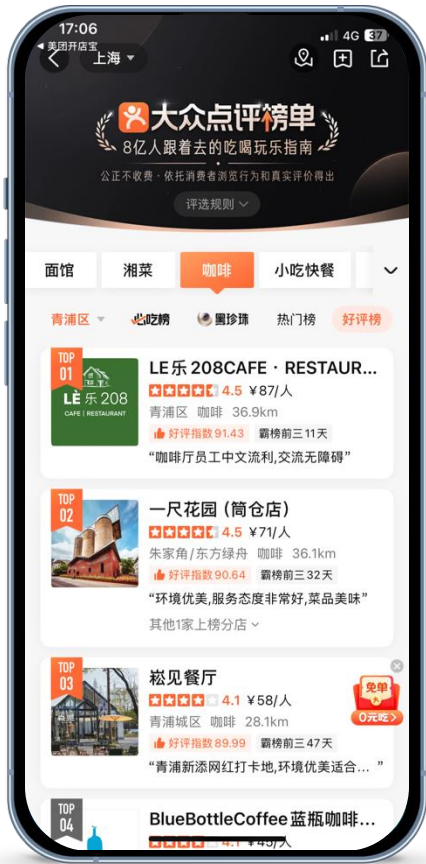 17:06
4G 37
美团开店宝
上海
大众点评榜单
8亿人跟着去的吃喝玩乐指南
公正不收费·依托消费者浏览行为和真实评价得出
评选规则
面馆 湘菜 咖啡 小吃快餐
青浦区 必吃榜 黑珍珠 热门榜 好评榜
TOP
01
LÈ 乐 208
CAFE | RESTAURANT
LE乐208CAFE · RESTAUR...
4.5 ¥87/人
青浦区 咖啡 36.9km
好评指数91.43 霸榜前三11天
“咖啡厅员工中文流利,交流无障碍”
TOP
02
一尺花园（筒仓店）
4.5 ¥71/人
朱家角/东方绿舟 咖啡 36.1km
好评指数90.64 霸榜前三32天
“环境优美,服务态度非常好,菜品美味”
其他1家上榜分店
TOP
03
崧见餐厅
4.1 ¥58/人
青浦城区 咖啡 28.1km
好评指数89.99 霸榜前三47天
“青浦新添网红打卡地,环境优美适合... ”
免单
0元吃
TOP
04
BlueBottleCoffee蓝瓶咖啡...
4.1 ¥45/人